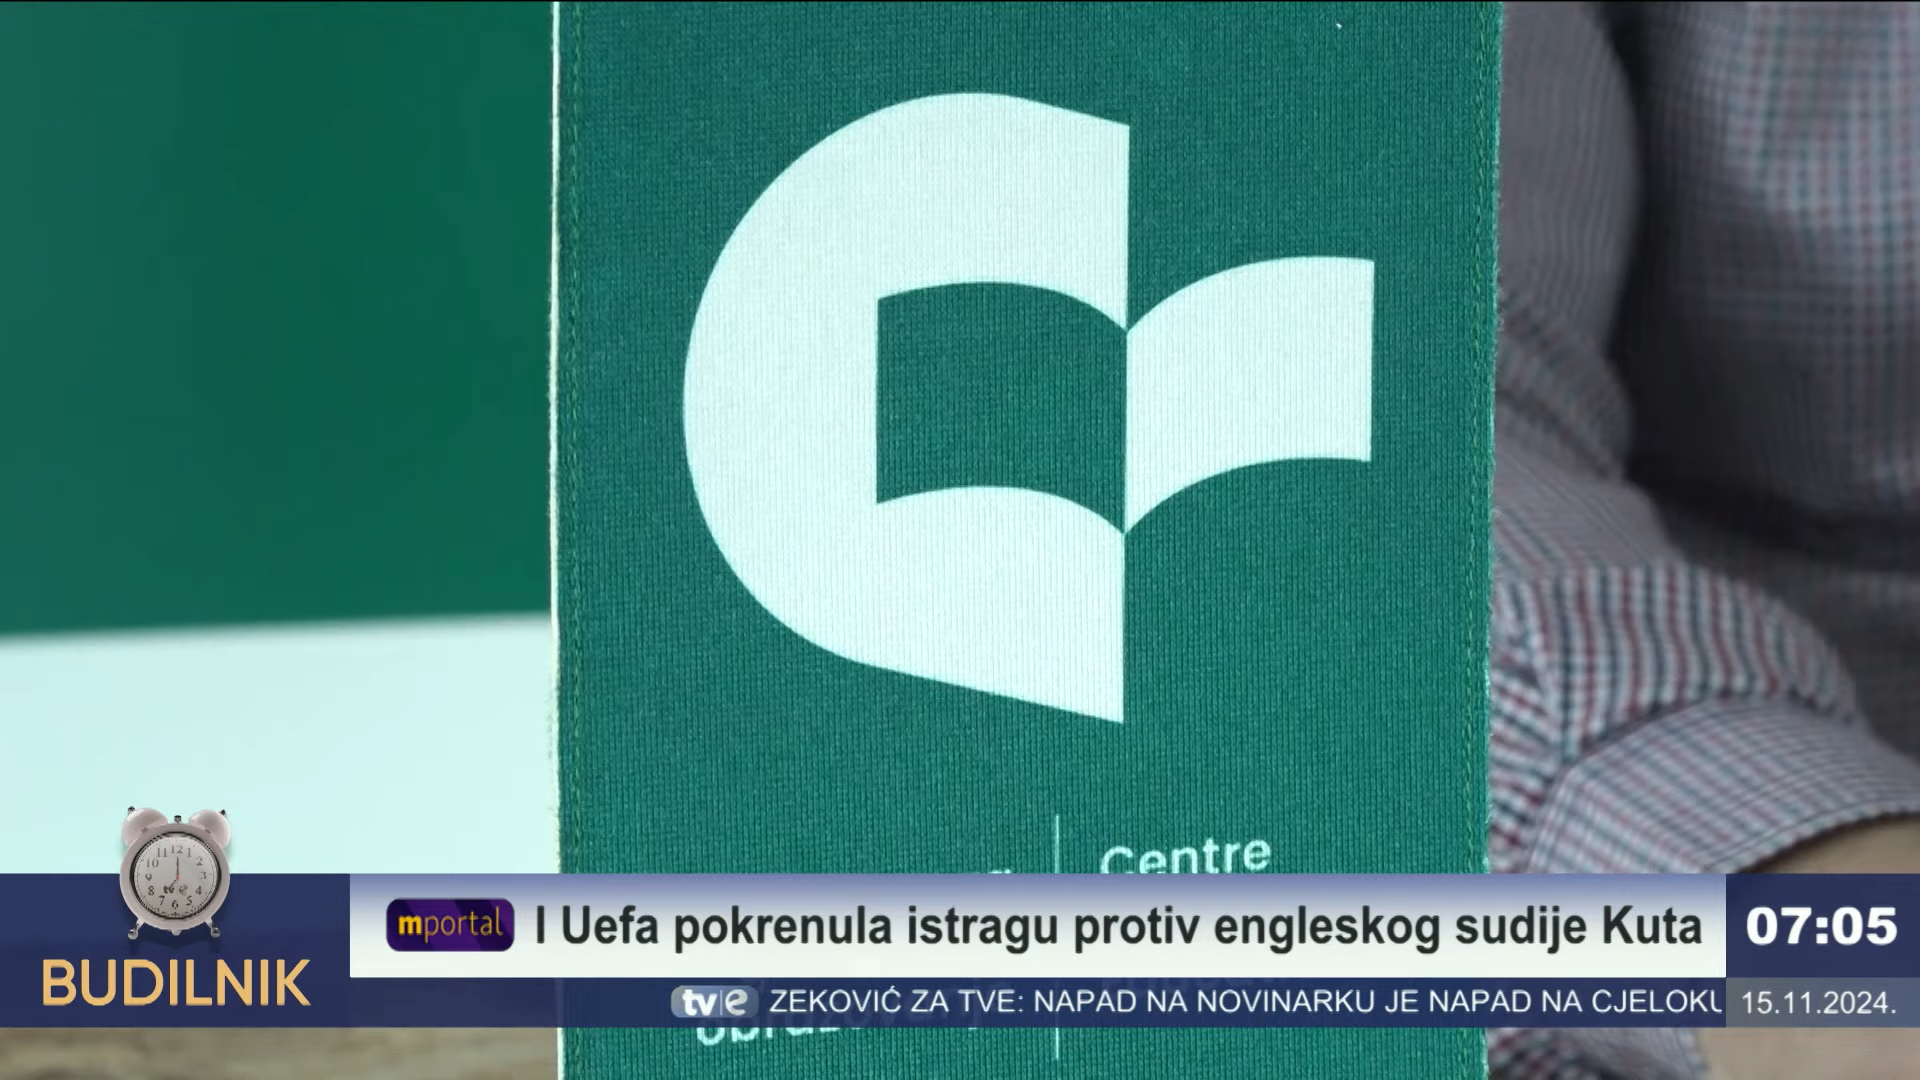 Centre
mportal
I Uefa pokrenula istragu protiv engleskog sudije Kuta
07:05
BUDILNIK
tv e
ZEKOVIĆ ZA TVE: NAPAD NA NOVINARKU JE NAPAD NA CJELOKU
15.11.2024.